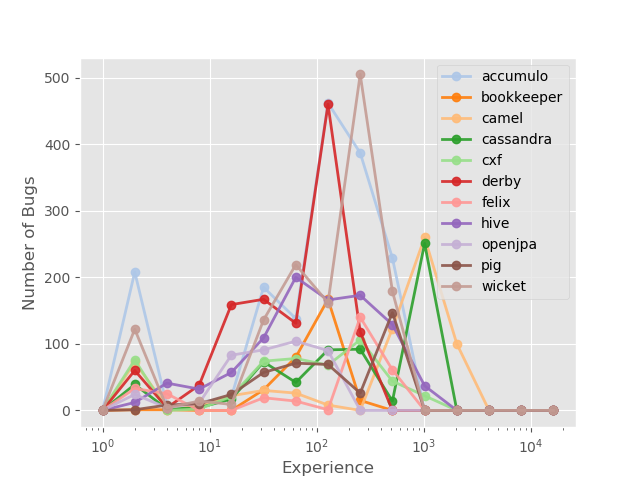 500
400
300
200
100
0
Number of Bugs
10^0
10^1
10^2
10^3
10^4
Experience
accumulo
bookkeeper
camel
cassandra
cxf
derby
felix
hive
openjpa
pig
wicket